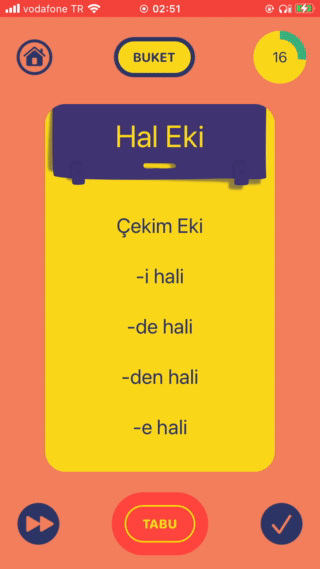 vodafone TR 02:51
BUKET
16
Hal Eki
Çekim Eki
-i hali
-de hali
-den hali
-e hali
TABU